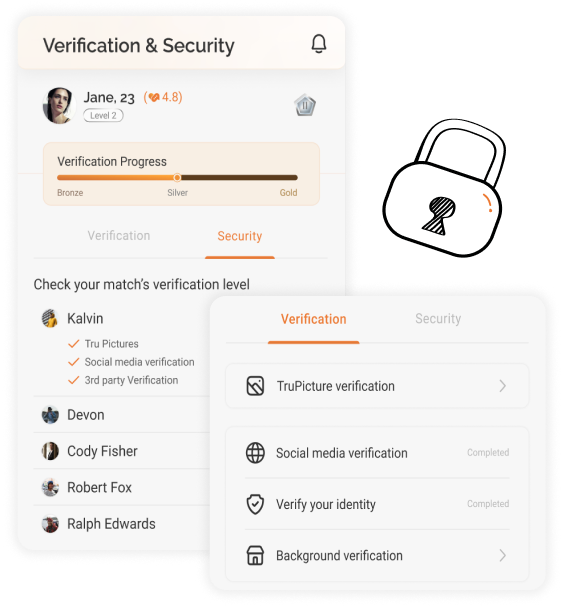 Verification & Security
Jane, 23 (4.8)
Level 2
Verification Progress
Bronze Silver Gold
Verification Security
Check your match's verification level
Kalvin
Tru Pictures
Social media verification
3rd party Verification
Devon
Cody Fisher
Robert Fox
Ralph Edwards
Verification Security
TruPicture verification
Social media verification Completed
Verify your identity Completed
Background verification